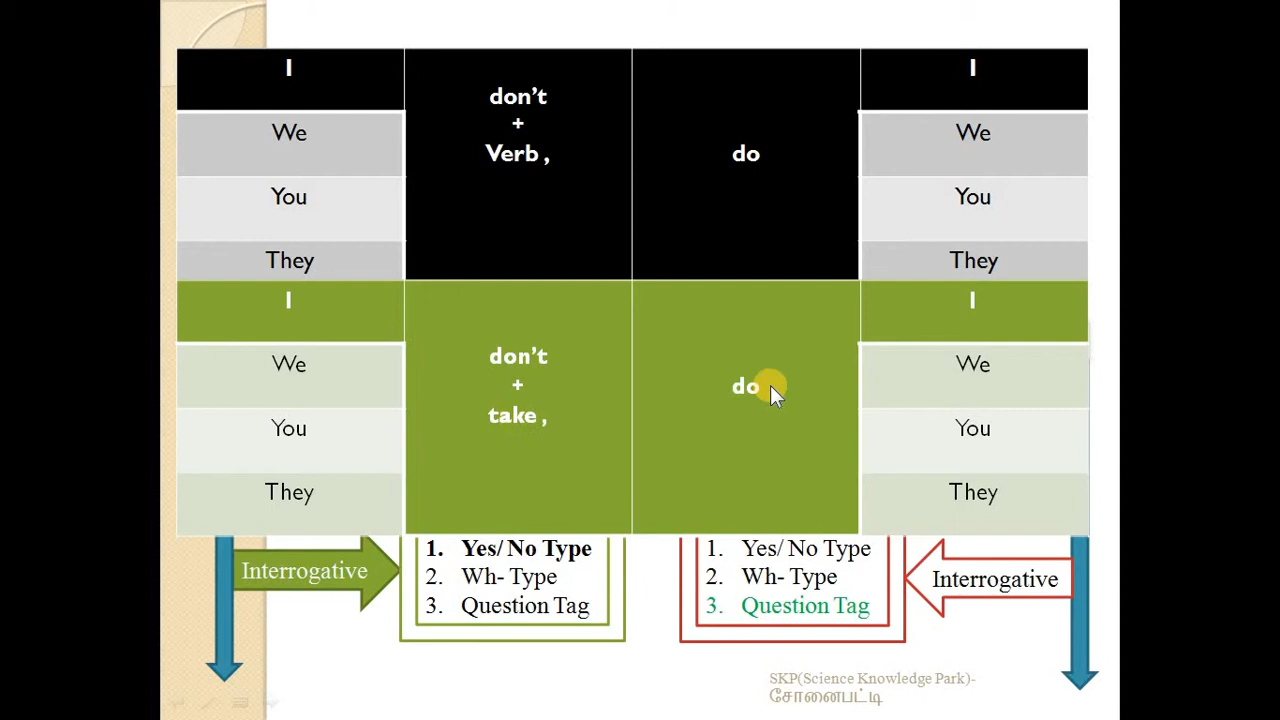 I
don't
+
Verb ,
do
I
We
We
You
You
They
They
I
don't
+
take ,
do
I
We
We
You
You
They
They
Interrogative
1. Yes/ No Type
2. Wh- Type
3. Question Tag
1. Yes/ No Type
2. Wh- Type
3. Question Tag
Interrogative
SKP(Science Knowledge Park)-
சோனைபட்டி